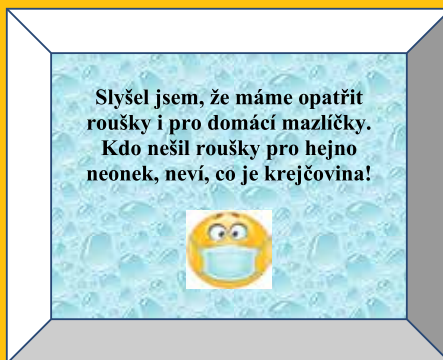 Slyšel jsem, že máme opatřit
roušky i pro domácí mazlíčky.
Kdo nešil roušky pro hejno
neonek, neví, co je krejčovina!